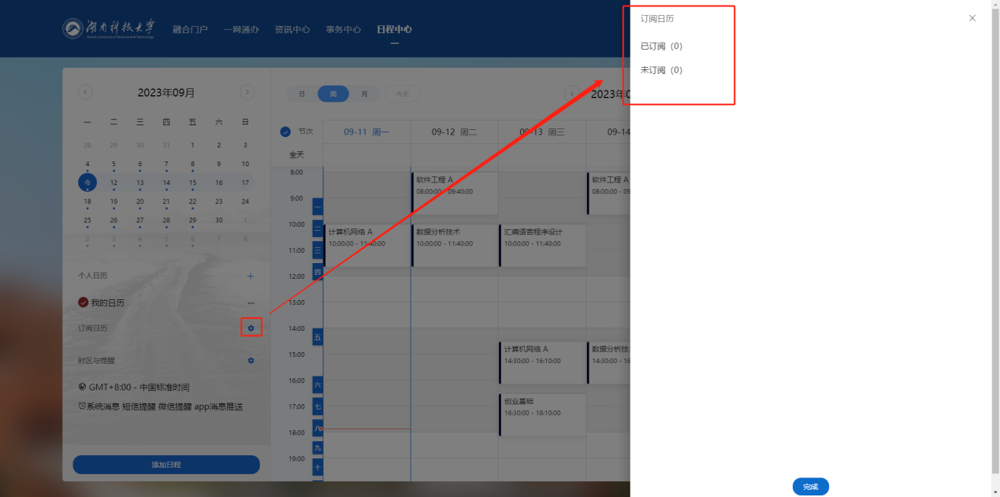 湖南科技大学
Hunan University of Science and Technology
融合门户 一网通办 资讯中心 事务中心 日程中心
2023年09月
一 二 三 四 五 六 日
28 29 30 31 1 2 3
4 5 6 7 8 9 10
今 12 13 14 15 16 17
18 19 20 21 22 23 24
25 26 27 28 29 30 1
2 3 4 5 6 7 8
个人日历
我的日历
订阅日历
时区与提醒
GMT+8:00 - 中国标准时间
系统消息 短信提醒 微信提醒 app消息推送
添加日程
日 周 月 今天
2023年0
节次 09-11 周一 09-12 周二 09-13 周三 09-14
全天
8:00
软件工程 A 软件工程 A
08:00:00 - 09:40:00 08:00:00 - 09
9:00
一
10:00 二
计算机网络 A 数据分析技术 汇编语言程序设计
10:00:00 - 11:40:00 10:00:00 - 11:40:00 10:00:00 - 11:40:00
11:00 三
四
12:00
13:00
14:00
五
计算机网络 A 数据分析技
15:00
14:30:00 - 16:10:00 14:30:00 - 16
16:00 六
创业基础
17:00 七
16:30:00 - 18:10:00
八
18:00
九
19:00
十
订阅日历
已订阅（0）
未订阅（0）
完成